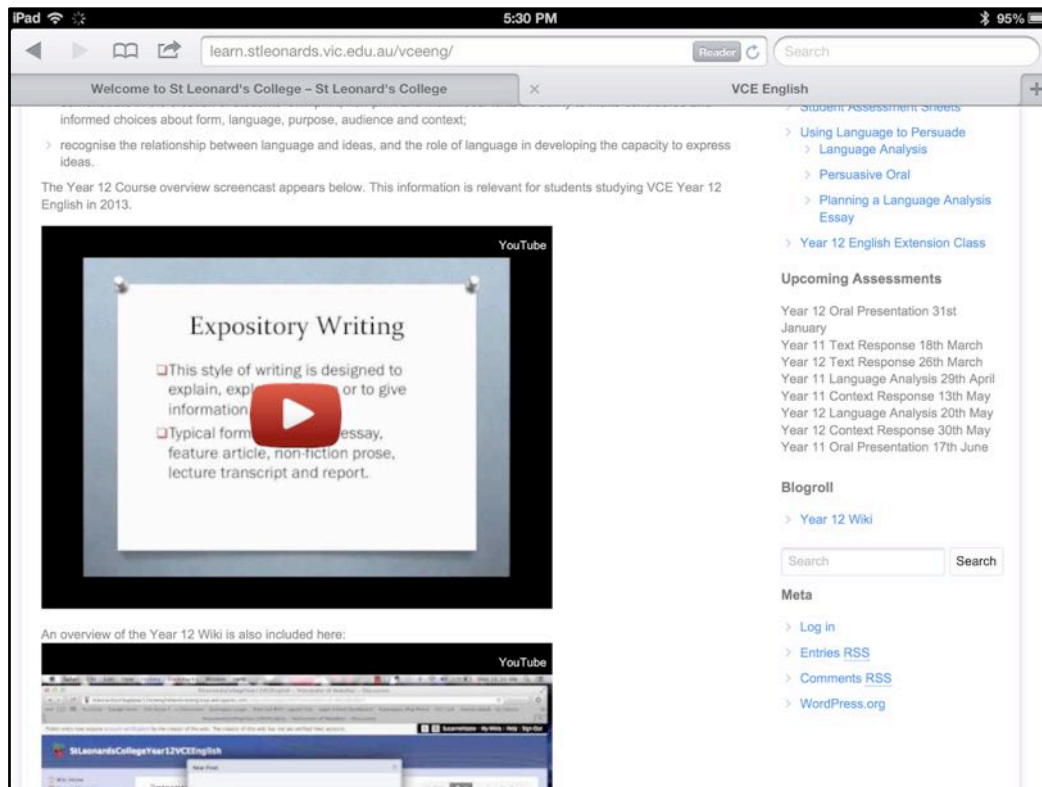 iPad
5:30 PM
95%
learn.stleonards.vic.edu.au/vceeng/
Reader
Search
Welcome to St Leonard's College – St Leonard's College
VCE English
informed choices about form, language, purpose, audience and context;
recognise the relationship between language and ideas, and the role of language in developing the capacity to express
ideas.
The Year 12 Course overview screencast appears below. This information is relevant for students studying VCE Year 12
English in 2013.
YouTube
Expository Writing
This style of writing is designed to
explain, or to give
information
Typical essay,
feature article, non-fiction prose,
lecture transcript and report.
An overview of the Year 12 Wiki is also included here:
YouTube
StLeonardsCollegeYear12VCEEnglish
New Post
Wiki Home
Student Assessment Sheets
Using Language to Persuade
Language Analysis
Persuasive Oral
Planning a Language Analysis
Essay
Year 12 English Extension Class
Upcoming Assessments
Year 12 Oral Presentation 31st
January
Year 11 Text Response 18th March
Year 12 Text Response 26th March
Year 11 Language Analysis 29th April
Year 11 Context Response 13th May
Year 12 Language Analysis 20th May
Year 12 Context Response 30th May
Year 11 Oral Presentation 17th June
Blogroll
Year 12 Wiki
Search
Search
Meta
Log in
Entries RSS
Comments RSS
WordPress.org